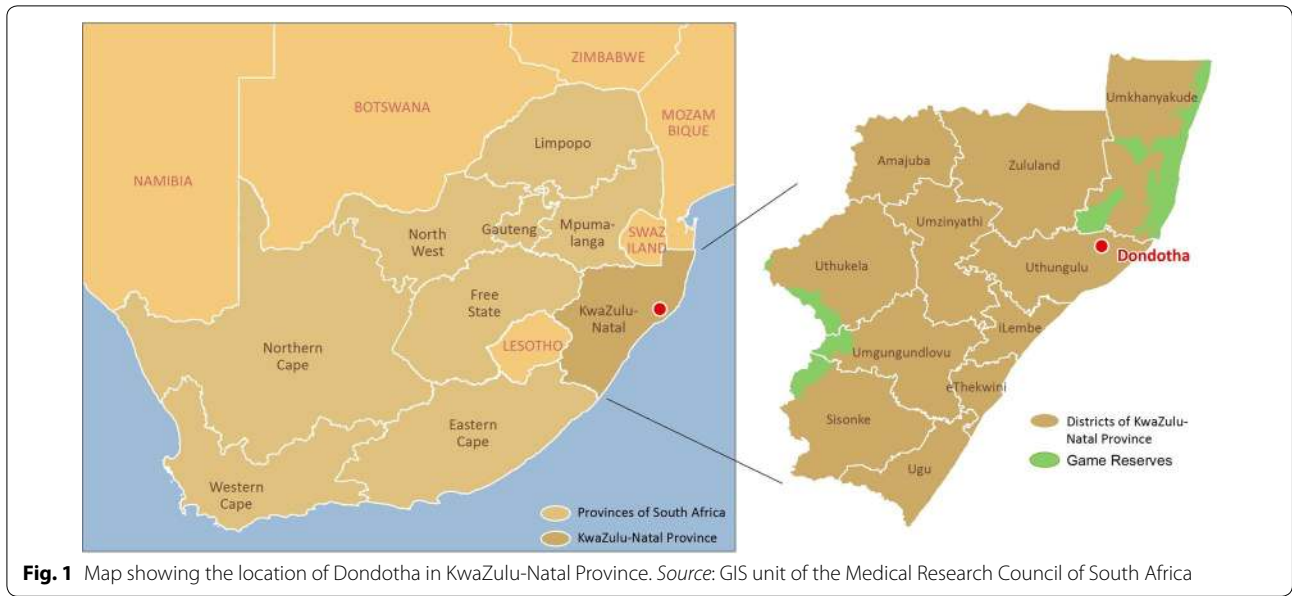 ZIMBABWE
BOTSWANA
MOZAM
BIQUE
Limpopo
NAMIBIA
North
West
Gauteng
Mpuma-
langa
SWAZ
ILAND
Free
State
KwaZulu-
Natal
LESOTHO
Northern
Cape
Eastern
Cape
Western
Cape
Provinces of South Africa
KwaZulu-Natal Province
Umkhanyakude
Amajuba
Zululand
Umzinyathi
Dondotha
Uthukela
Uthungulu
iLembe
Umgungundlovu
eThekwini
Sisonke
Ugu
Districts of KwaZulu-
Natal Province
Game Reserves
Fig. 1 Map showing the location of Dondotha in KwaZulu-Natal Province. Source: GIS unit of the Medical Research Council of South Africa